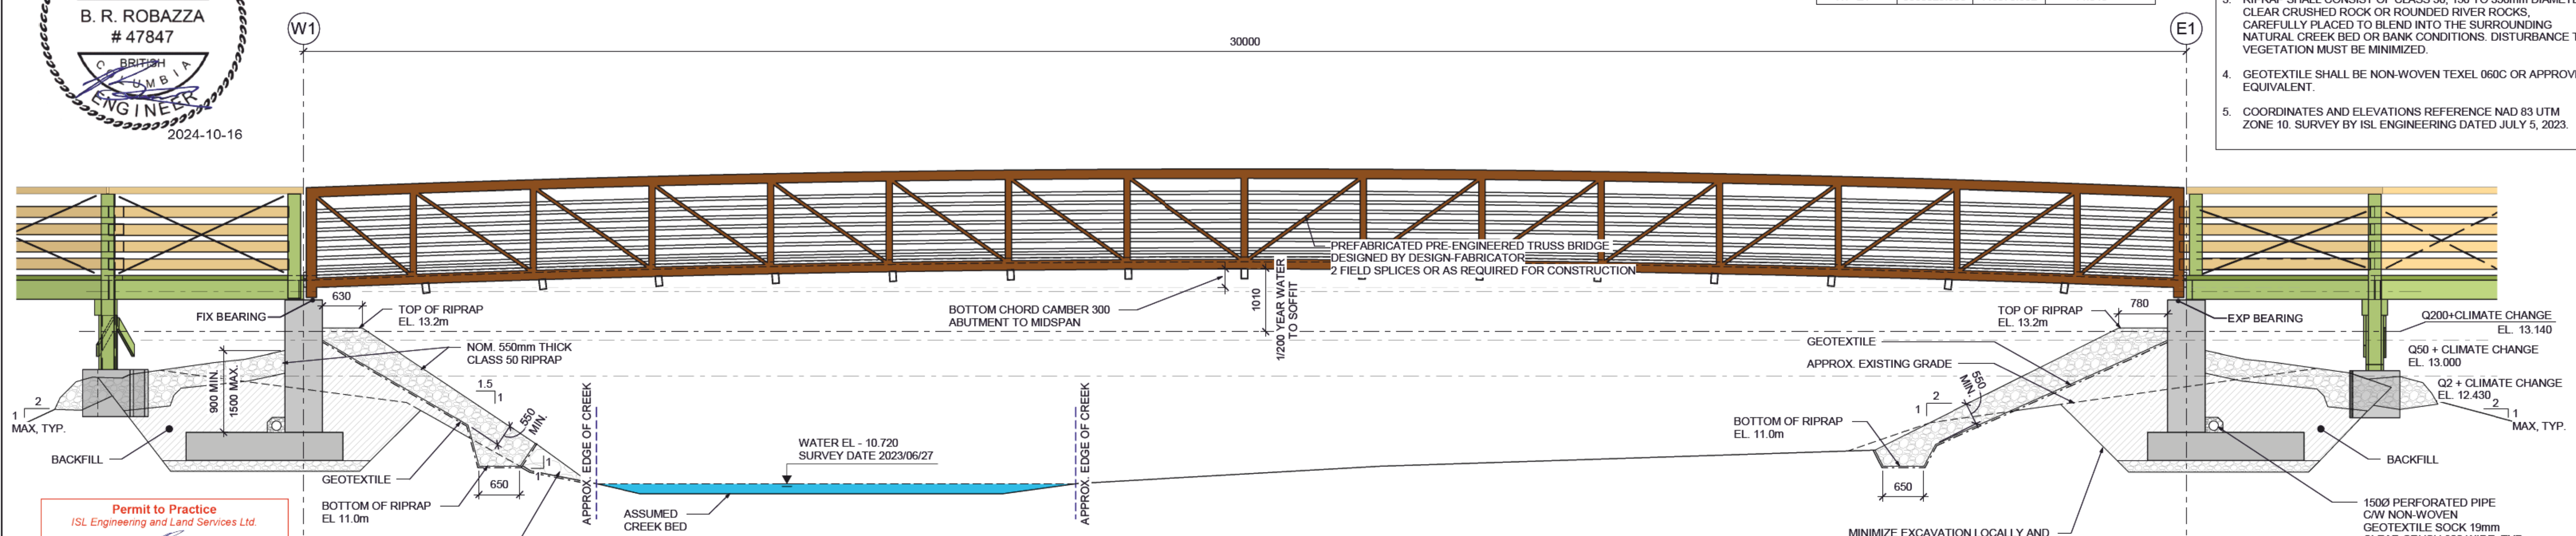 B. R. ROBAZZA
# 47847
BRITISH
COLUMBIA
ENGINEER
2024-10-16
W1
30000
E1
CLEAR CRUSHED ROCK OR ROUNDED RIVER ROCKS,
CAREFULLY PLACED TO BLEND INTO THE SURROUNDING
NATURAL CREEK BED OR BANK CONDITIONS. DISTURBANCE
VEGETATION MUST BE MINIMIZED.
4. GEOTEXTILE SHALL BE NON-WOVEN TEXEL 060C OR
EQUIVALENT.
5. COORDINATES AND ELEVATIONS REFERENCE NAD 83 UTM
ZONE 10. SURVEY BY ISL ENGINEERING DATED JULY 5, 2023.
PREFABRICATED PRE-ENGINEERED TRUSS BRIDGE
DESIGNED BY DESIGN-FABRICATOR
2 FIELD SPLICES OR AS REQUIRED FOR CONSTRUCTION
630
FIX BEARING
TOP OF RIPRAP
EL. 13.2m
BOTTOM CHORD CAMBER 300
ABUTMENT TO MIDSPAN
1010
1/200 YEAR WATER
TO SOFFIT
TOP OF RIPRAP
EL. 13.2m
780
EXP BEARING
Q200+CLIMATE CHANGE
EL. 13.140
NOM. 550mm THICK
CLASS 50 RIPRAP
GEOTEXTILE
APPROX. EXISTING GRADE
Q50 + CLIMATE CHANGE
EL. 13.000
Q2 + CLIMATE CHANGE
EL. 12.430
900 MIN.
1500 MAX.
1.5
1
550
MIN.
2
1
MAX, TYP.
APPROX. EDGE OF CREEK
APPROX. EDGE OF CREEK
550
MIN.
2
1
2
1
MAX, TYP.
BOTTOM OF RIPRAP
EL. 11.0m
WATER EL - 10.720
SURVEY DATE 2023/06/27
BACKFILL
BACKFILL
1
1
GEOTEXTILE
650
650
BOTTOM OF RIPRAP
EL 11.0m
ASSUMED
CREEK BED
Permit to Practice
ISL Engineering and Land Services Ltd.
MINIMIZE EXCAVATION LOCALLY AND
150Ø PERFORATED PIPE
C/W NON-WOVEN
GEOTEXTILE SOCK 19mm